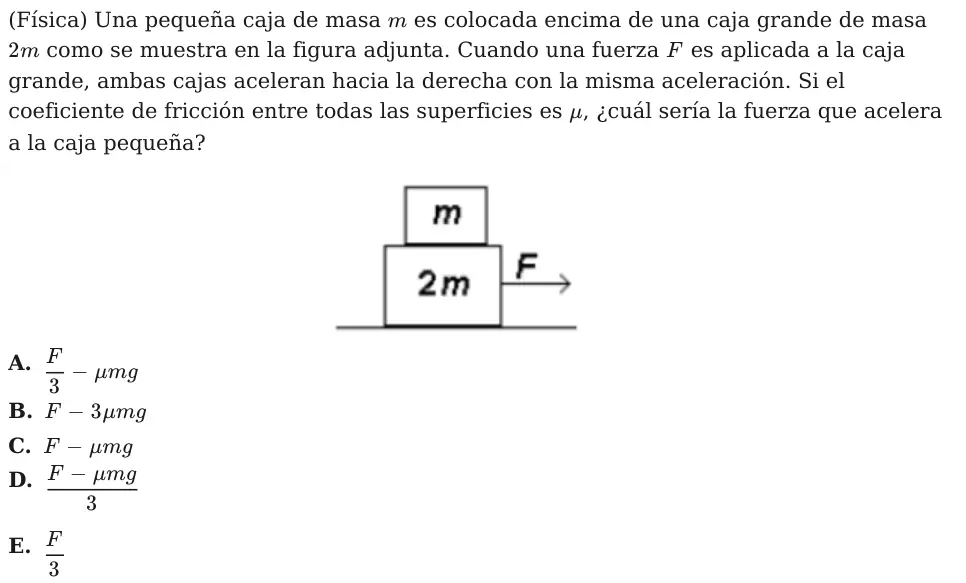 (Física) Una pequeña caja de masa m es colocada encima de una caja grande de masa
2m como se muestra en la figura adjunta. Cuando una fuerza F es aplicada a la caja
grande, ambas cajas aceleran hacia la derecha con la misma aceleración. Si el
coeficiente de fricción entre todas las superficies es μ, ¿cuál sería la fuerza que acelera
a la caja pequeña?
m
2m
F
A. F/3 − μmg
B. F − 3μmg
C. F − μmg
D. (F − μmg)/3
E. F/3